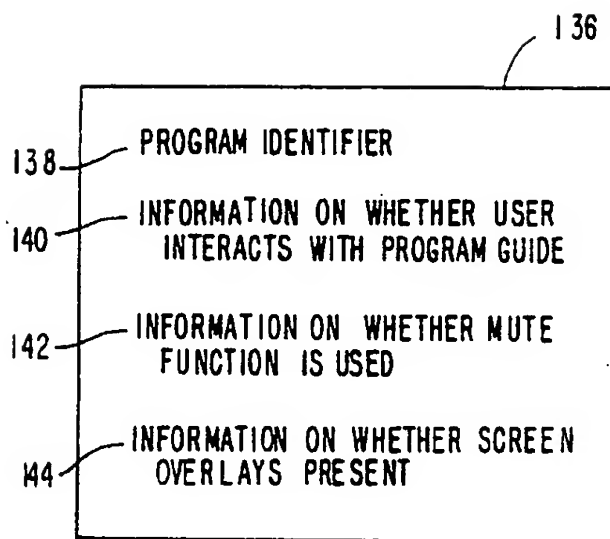 136
138 PROGRAM IDENTIFIER
140 INFORMATION ON WHETHER USER
INTERACTS WITH PROGRAM GUIDE
142 INFORMATION ON WHETHER MUTE
FUNCTION IS USED
144 INFORMATION ON WHETHER SCREEN
OVERLAYS PRESENT